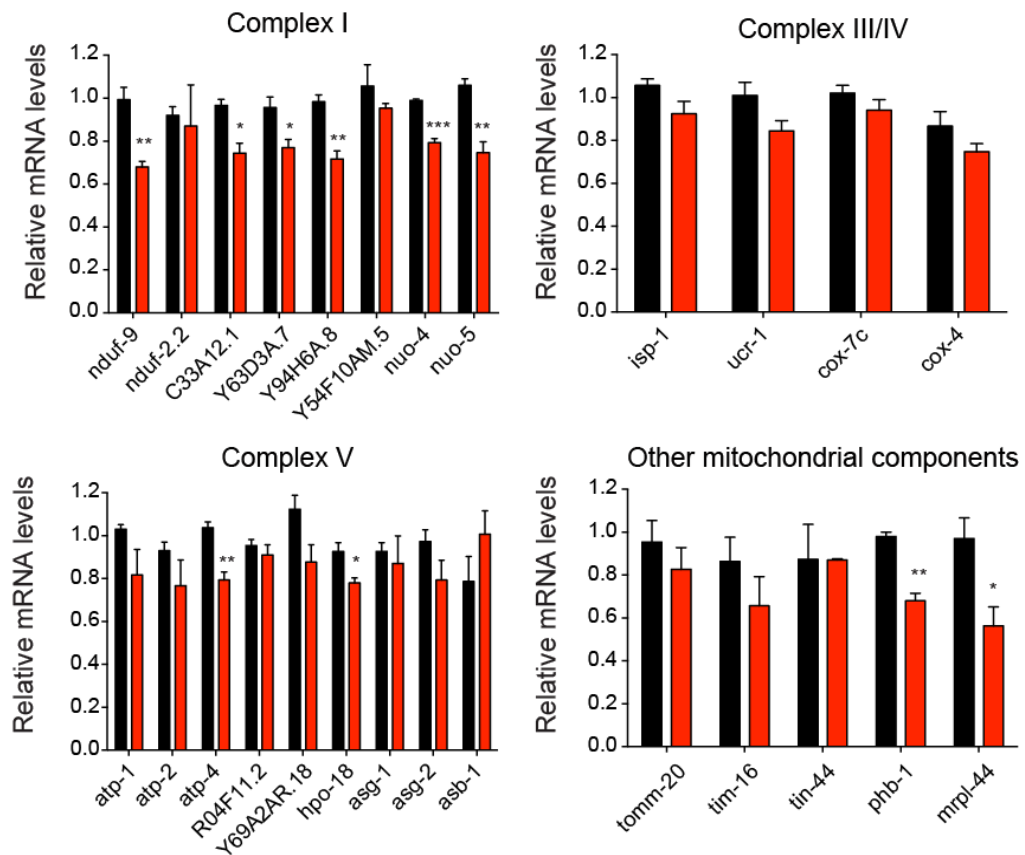 Complex I
Relative mRNA levels
1.2
1.0
0.8
0.6
0.4
0.2
0.0
**
*
*
**
***
**
nduf-9
nduf-2.2
C33A12.1
Y63D3A.7
Y94H6A.8
Y54F10AM.5
nuo-4
nuo-5
Complex III/IV
Relative mRNA levels
1.2
1.0
0.8
0.6
0.4
0.2
0.0
isp-1
ucr-1
cox-7c
cox-4
Complex V
Relative mRNA levels
1.2
1.0
0.8
0.6
0.4
0.2
0.0
**
*
atp-1
atp-2
atp-4
R04F11.2
Y69A2AR.18
hpo-18
asg-1
asg-2
asb-1
Other mitochondrial components
Relative mRNA levels
1.2
1.0
0.8
0.6
0.4
0.2
0.0
**
*
tomm-20
tim-16
tin-44
phb-1
mrpl-44